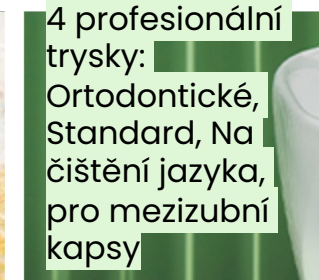 4 profesionální
trysky:
Ortodontické,
Standard, Na
čištění jazyka,
pro mezizubní
kapsy